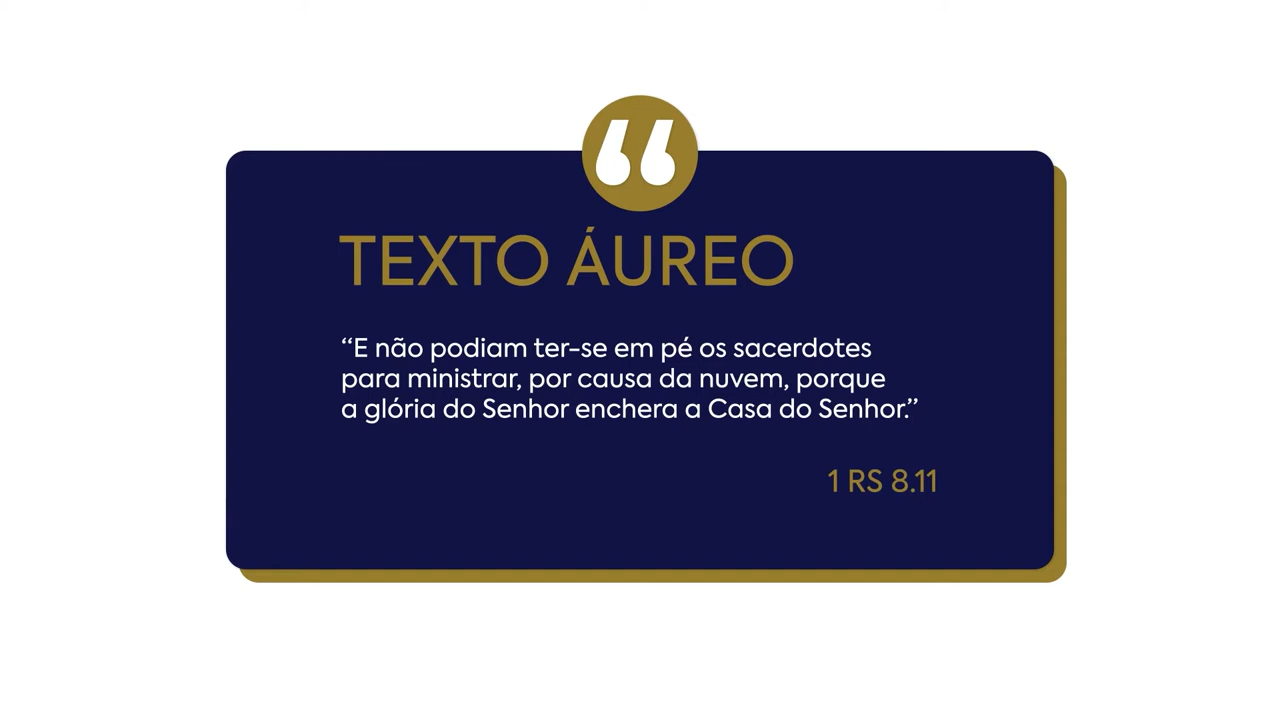 TEXTO ÁUREO
“E não podiam ter-se em pé os sacerdotes
para ministrar, por causa da nuvem, porque
a glória do Senhor enchera a Casa do Senhor.”
1 RS 8.11